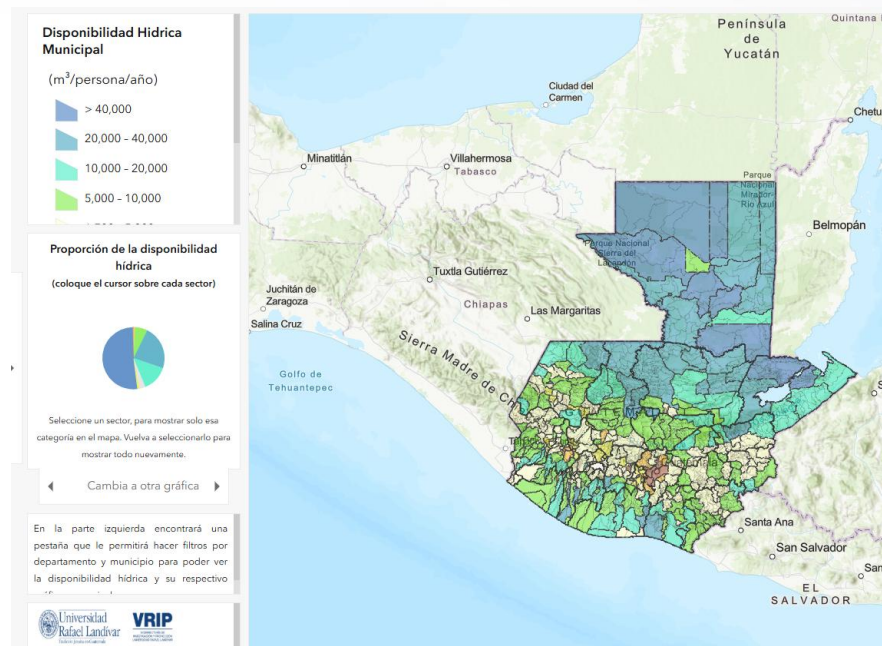 Disponibilidad Hidrica
Municipal
(m³/persona/año)
> 40,000
20,000 - 40,000
10,000 - 20,000
5,000 - 10,000
Proporción de la disponibilidad
hídrica
(coloque el cursor sobre cada sector)
Seleccione un sector, para mostrar solo esa
categoría en el mapa. Vuelva a seleccionarlo para
mostrar todo nuevamente.
Cambia a otra gráfica
En la parte izquierda encontrará una
pestaña que le permitirá hacer filtros por
departamento y municipio para poder ver
la disponibilidad hídrica y su respectivo
Universidad
Rafael Landívar
VRIP
Península
de
Yucatán
Quintana
Ciudad del
Carmen
Chetu
Minatitlán
Villahermosa
Tabasco
Parque
Nacional
Mirador-
Río Azul
Belmopán
Parque Nacional
Sierra del
Lacandón
Tuxtla Gutiérrez
Juchitán de
Zaragoza
Chiapas
Las Margaritas
Salina Cruz
Sierra Madre de Ch
Golfo de
Tehuantepec
Santa Ana
San Salvador
San
EL
SALVADOR